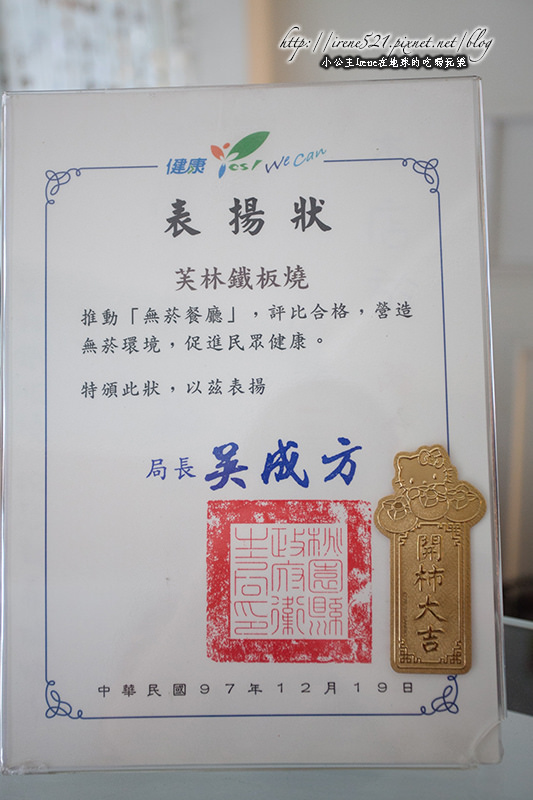 http://irene521.pixnet.net/blog
小公主Irene在地球的吃喝玩樂
健康 Yes! We Can
表揚狀
芙林鐵板燒
推動「無菸餐廳」，評比合格，營造
無菸環境，促進民眾健康。
特頒此狀，以茲表揚
局長 吳成方
桃園縣政府衛生局印
開柿大吉
中華民國97年12月19日